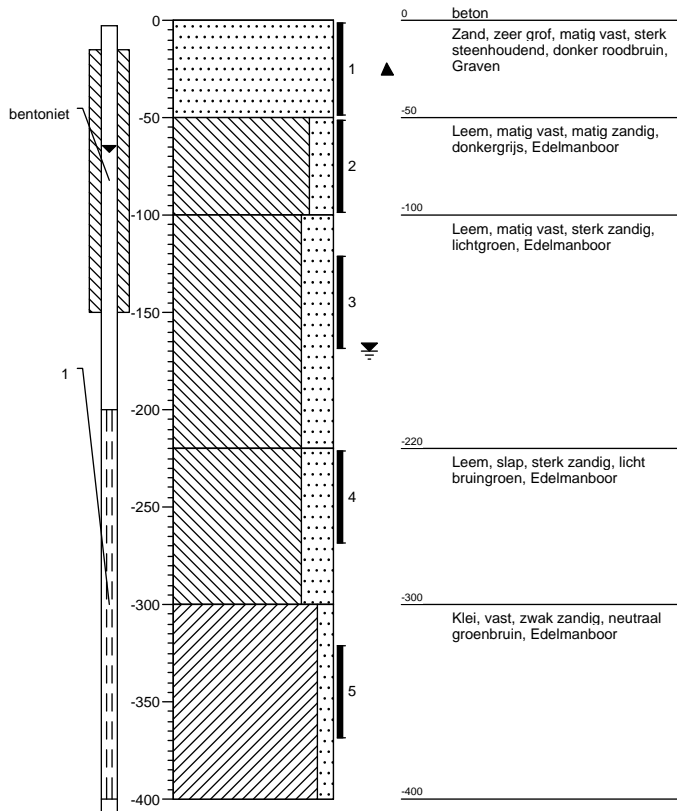 bentoniet
1
0
-50
-100
-150
-200
-250
-300
-350
-400
1
2
3
4
5
0
beton
Zand, zeer grof, matig vast, sterk
steenhoudend, donker roodbruin,
Graven
-50
Leem, matig vast, matig zandig,
donkergrijs, Edelmanboor
-100
Leem, matig vast, sterk zandig,
lichtgroen, Edelmanboor
-220
Leem, slap, sterk zandig, licht
bruingroen, Edelmanboor
-300
Klei, vast, zwak zandig, neutraal
groenbruin, Edelmanboor
-400